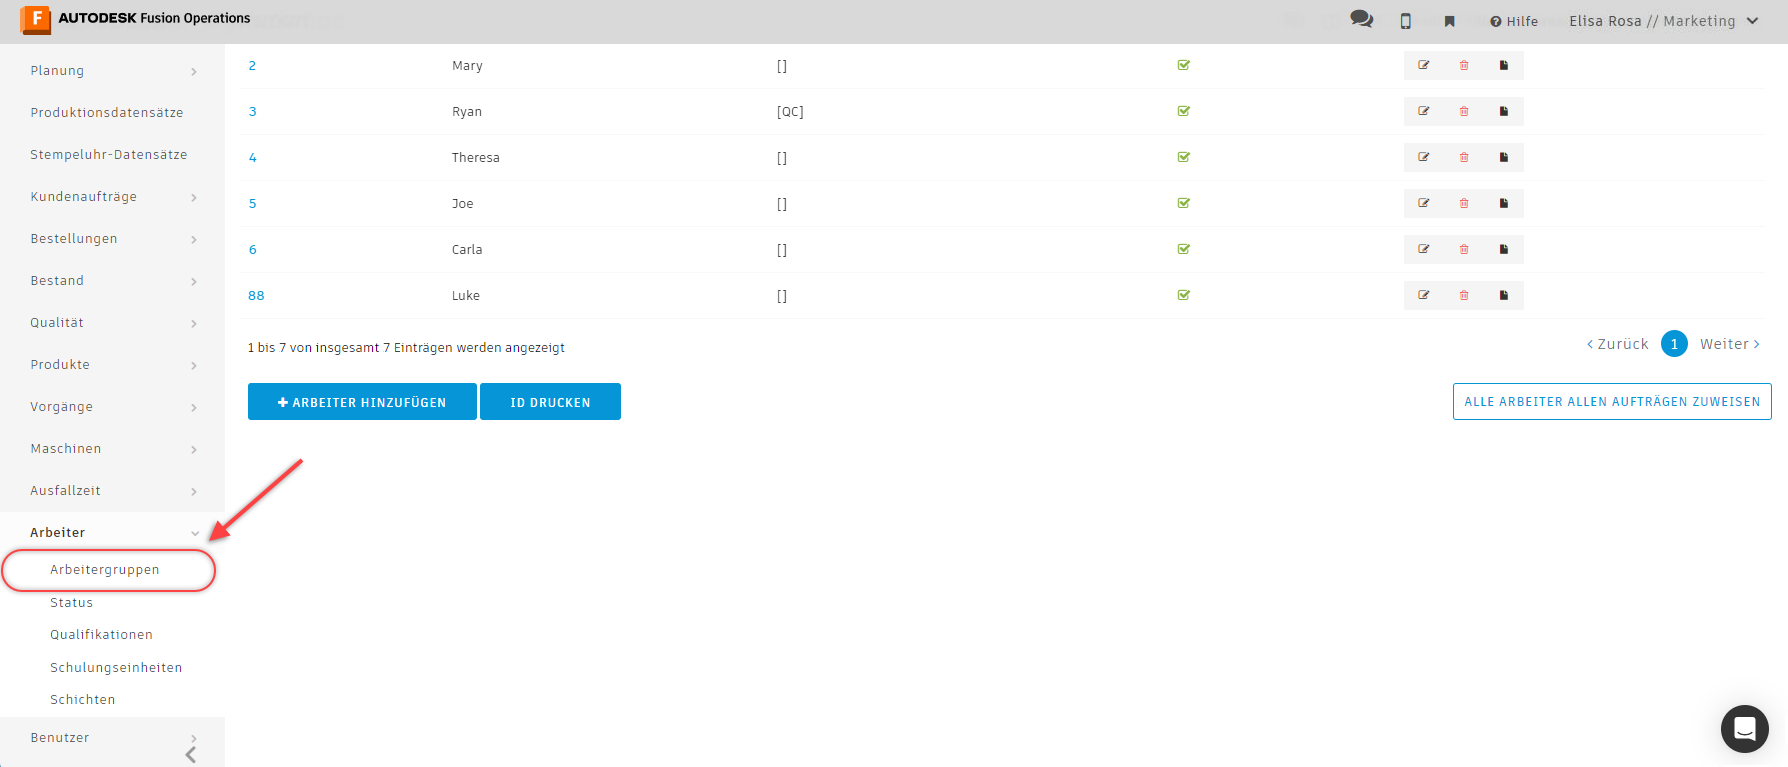 F AUTODESK Fusion Operations
Hilfe
Elisa Rosa // Marketing
Planung
Produktionsdatensätze
Stempeluhr-Datensätze
Kundenaufträge
Bestellungen
Bestand
Qualität
Produkte
Vorgänge
Maschinen
Ausfallzeit
Arbeiter
Arbeitergruppen
Status
Qualifikationen
Schulungseinheiten
Schichten
Benutzer
2 Mary []
3 Ryan [QC]
4 Theresa []
5 Joe []
6 Carla []
88 Luke []
1 bis 7 von insgesamt 7 Einträgen werden angezeigt
< Zurück 1 Weiter >
+ ARBEITER HINZUFÜGEN
ID DRUCKEN
ALLE ARBEITER ALLEN AUFTRÄGEN ZUWEISEN